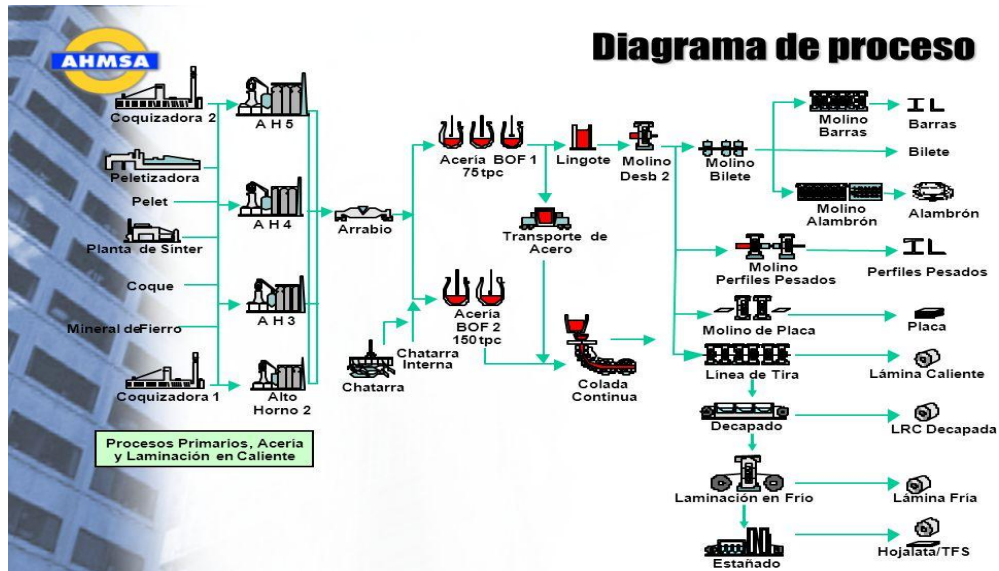 Diagrama de proceso
AHMSA
Coquizadora 2
Peletizadora
Pelet
Planta de Sínter
Coque
Mineral de Fierro
Coquizadora 1
A H 5
A H 4
A H 3
Alto
Horno 2
Arrabio
Chatarra
Chatarra
Interna
Acería BOF 1
75 tpc
Acería
BOF 2
150 tpc
Lingote
Transporte de
Acero
Colada
Continua
Molino
Desb 2
Molino
Bilete
Molino
Barras
Barras
Bilete
Molino
Alambrón
Alambrón
Molino
Perfiles Pesados
Perfiles Pesados
Molino de Placa
Placa
Línea de Tira
Lámina Caliente
Decapado
LRC Decapada
Laminación en Frío
Lámina Fría
Estañado
Hojalata/TFS
Procesos Primarios, Acería
y Laminación en Caliente